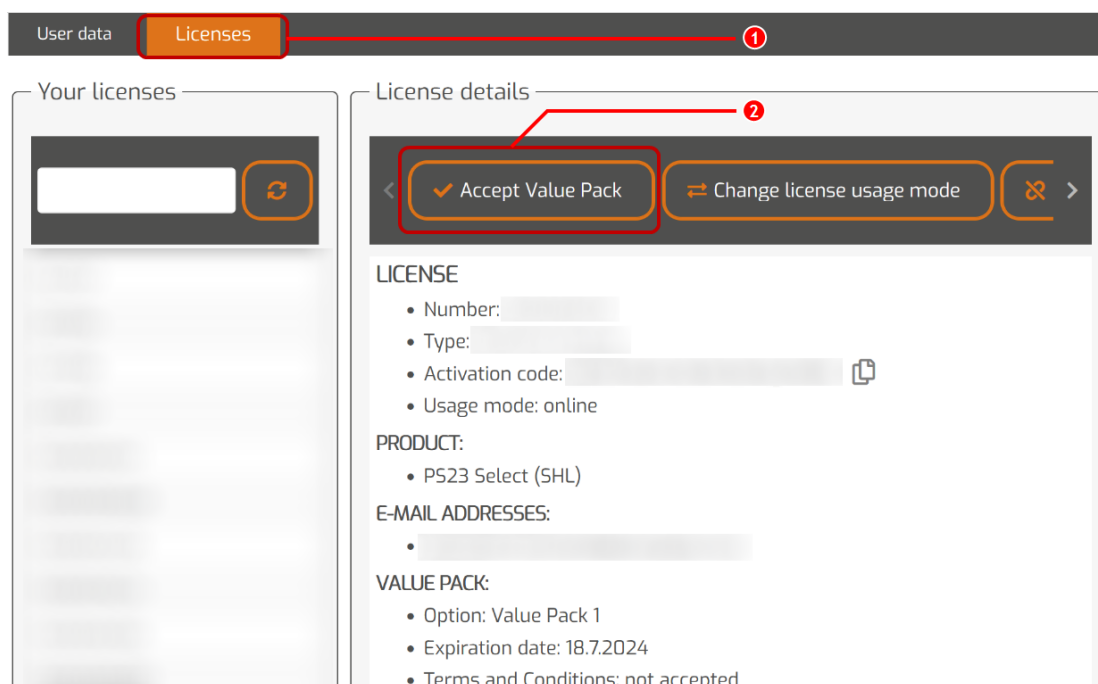 User data
Licenses
1
Your licenses
License details
2
Accept Value Pack
Change license usage mode
LICENSE
• Number:
• Type:
• Activation code:
• Usage mode: online
PRODUCT:
• PS23 Select (SHL)
E-MAIL ADDRESSES:
•
VALUE PACK:
• Option: Value Pack 1
• Expiration date: 18.7.2024
• Terms and Conditions: not accepted